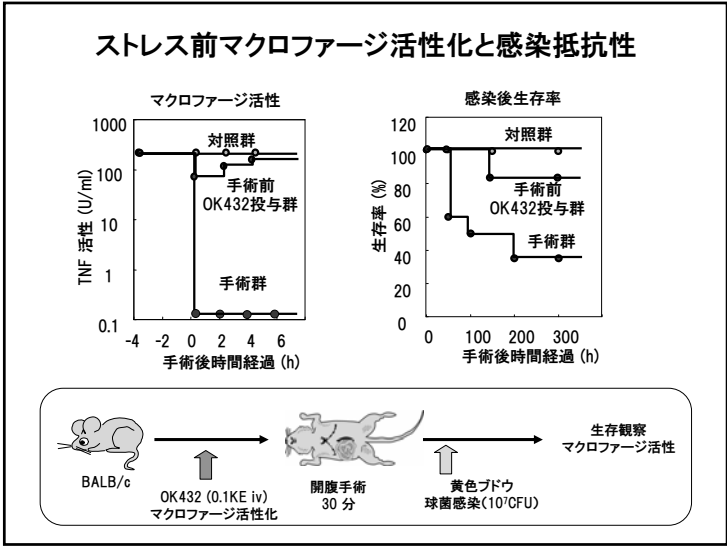 ストレス前マクロファージ活性化と感染抵抗性
マクロファージ活性
1000
100
10
1
0.1
TNF 活性 (U/ml)
対照群
手術前
OK432投与群
手術群
-4 -2 0 2 4 6
手術後時間経過 (h)
感染後生存率
120
100
80
60
40
20
0
生存率 (%)
対照群
手術前
OK432投与群
手術群
0 100 200 300
手術後時間経過 (h)
BALB/c
OK432 (0.1KE iv)
マクロファージ活性化
開腹手術
30 分
黄色ブドウ
球菌感染(10⁷CFU)
生存観察
マクロファージ活性